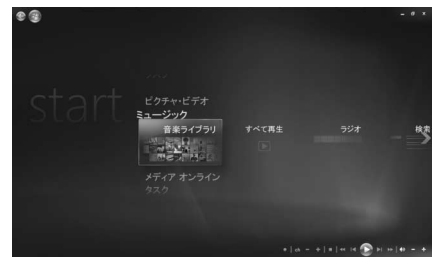 start
ピクチャ・ビデオ
ミュージック
音楽ライブラリ
すべて再生
ラジオ
検索
メディア オンライン
タスク